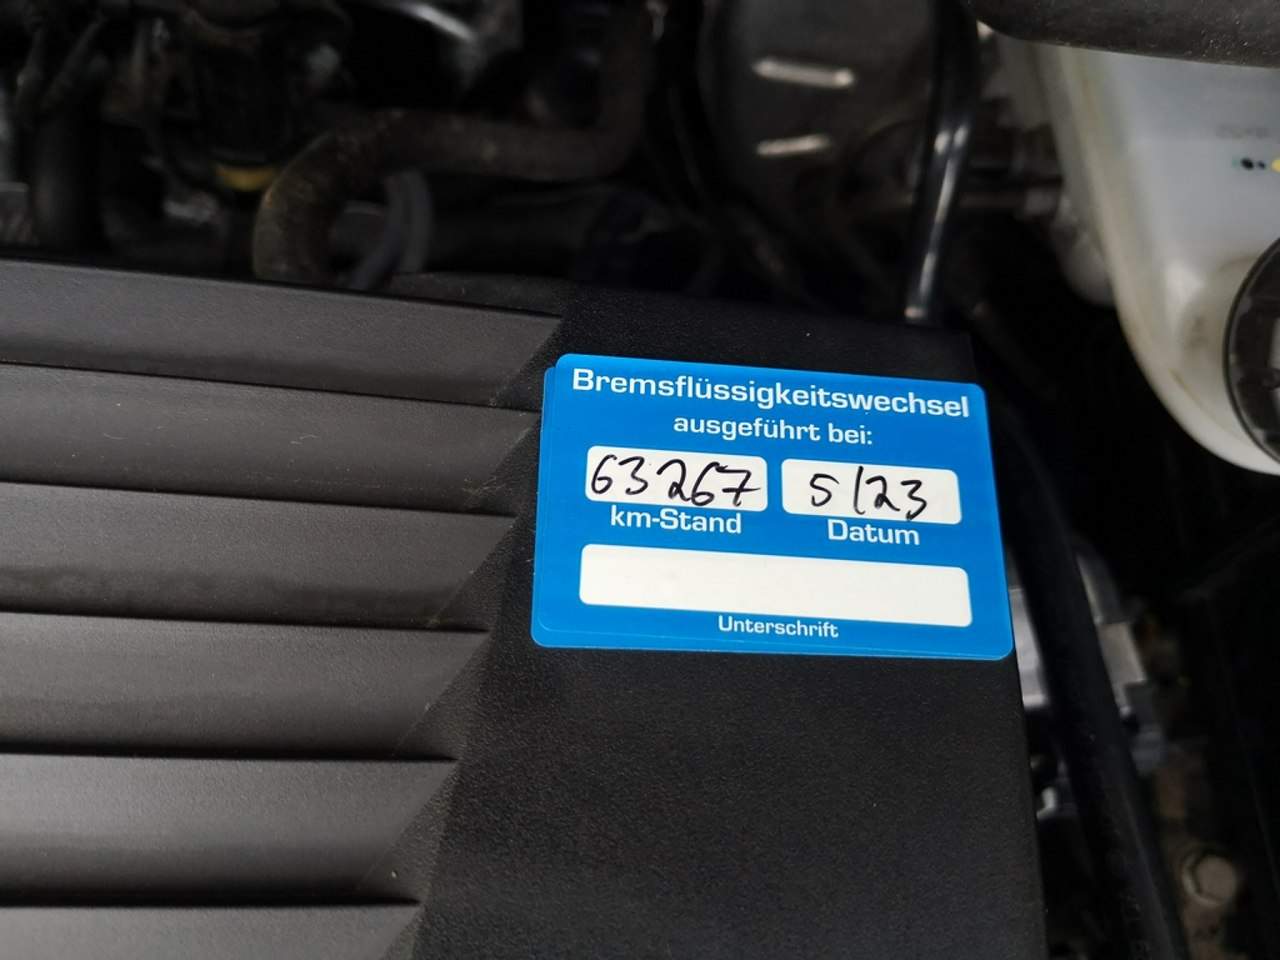 Bremsflüssigkeitswechsel
ausgeführt bei:
63267 5/23
km-Stand Datum
Unterschrift